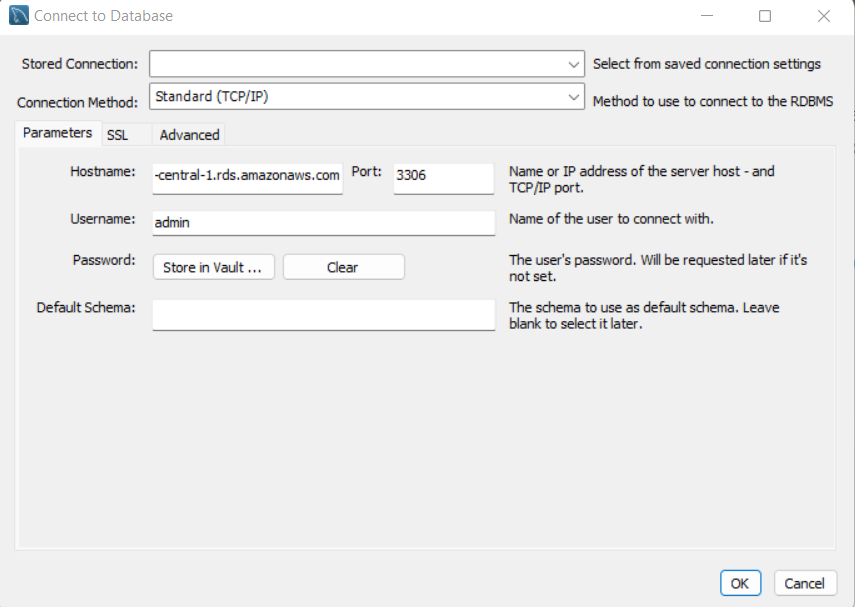 Connect to Database
Stored Connection:
Select from saved connection settings
Connection Method:
Standard (TCP/IP)
Method to use to connect to the RDBMS
Parameters
SSL
Advanced
Hostname:
-central-1.rds.amazonaws.com
Port:
3306
Name or IP address of the server host - and
TCP/IP port.
Username:
admin
Name of the user to connect with.
Password:
Store in Vault ...
Clear
The user's password. Will be requested later if it's
not set.
Default Schema:
The schema to use as default schema. Leave
blank to select it later.
OK
Cancel